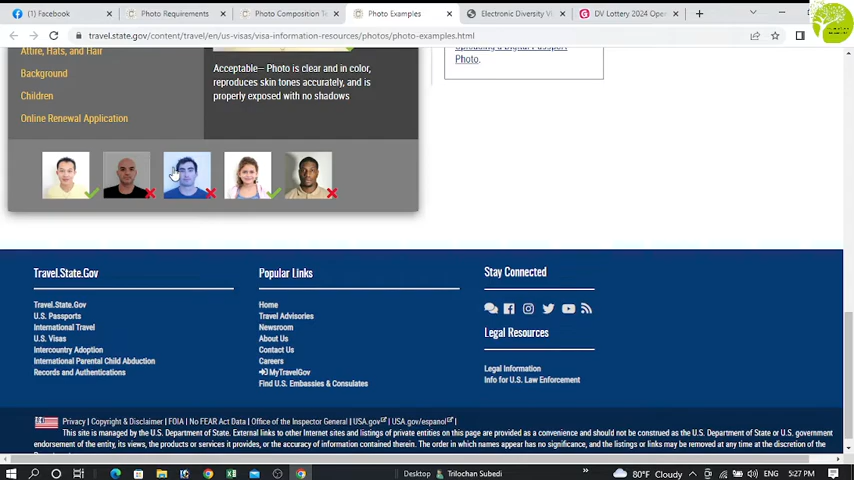 (1) Facebook
Photo Requirements
Photo Composition Te
Photo Examples
Electronic Diversity Vi
DV Lottery 2024 Open
travel.state.gov/content/travel/en/us-visas/visa-information-resources/photos/photo-examples.html
Attire, Hats, and Hair
Background
Children
Online Renewal Application
Acceptable— Photo is clear and in color,
reproduces skin tones accurately, and is
properly exposed with no shadows
Uploading a Digital Passport
Photo.
Travel.State.Gov
Travel.State.Gov
U.S. Passports
International Travel
U.S. Visas
Intercountry Adoption
International Parental Child Abduction
Records and Authentications
Popular Links
Home
Travel Advisories
Newsroom
About Us
Contact Us
Careers
MyTravelGov
Find U.S. Embassies & Consulates
Stay Connected
Legal Resources
Legal Information
Info for U.S. Law Enforcement
Privacy | Copyright & Disclaimer | FOIA | No FEAR Act Data | Office of the Inspector General | USA.gov | USA.gov/espanol |
This site is managed by the U.S. Department of State. External links to other Internet sites and listings of private entities on this page are provided as a convenience and should not be construed as the U.S. Department of State or U.S. government
endorsement of the entity, its views, the products or services it provides, or the accuracy of information contained therein. The order in which names appear has no significance, and the listings or links may be removed at any time at the discretion of the
Desktop
Trilochan Subedi
80°F Cloudy
5:27 PM